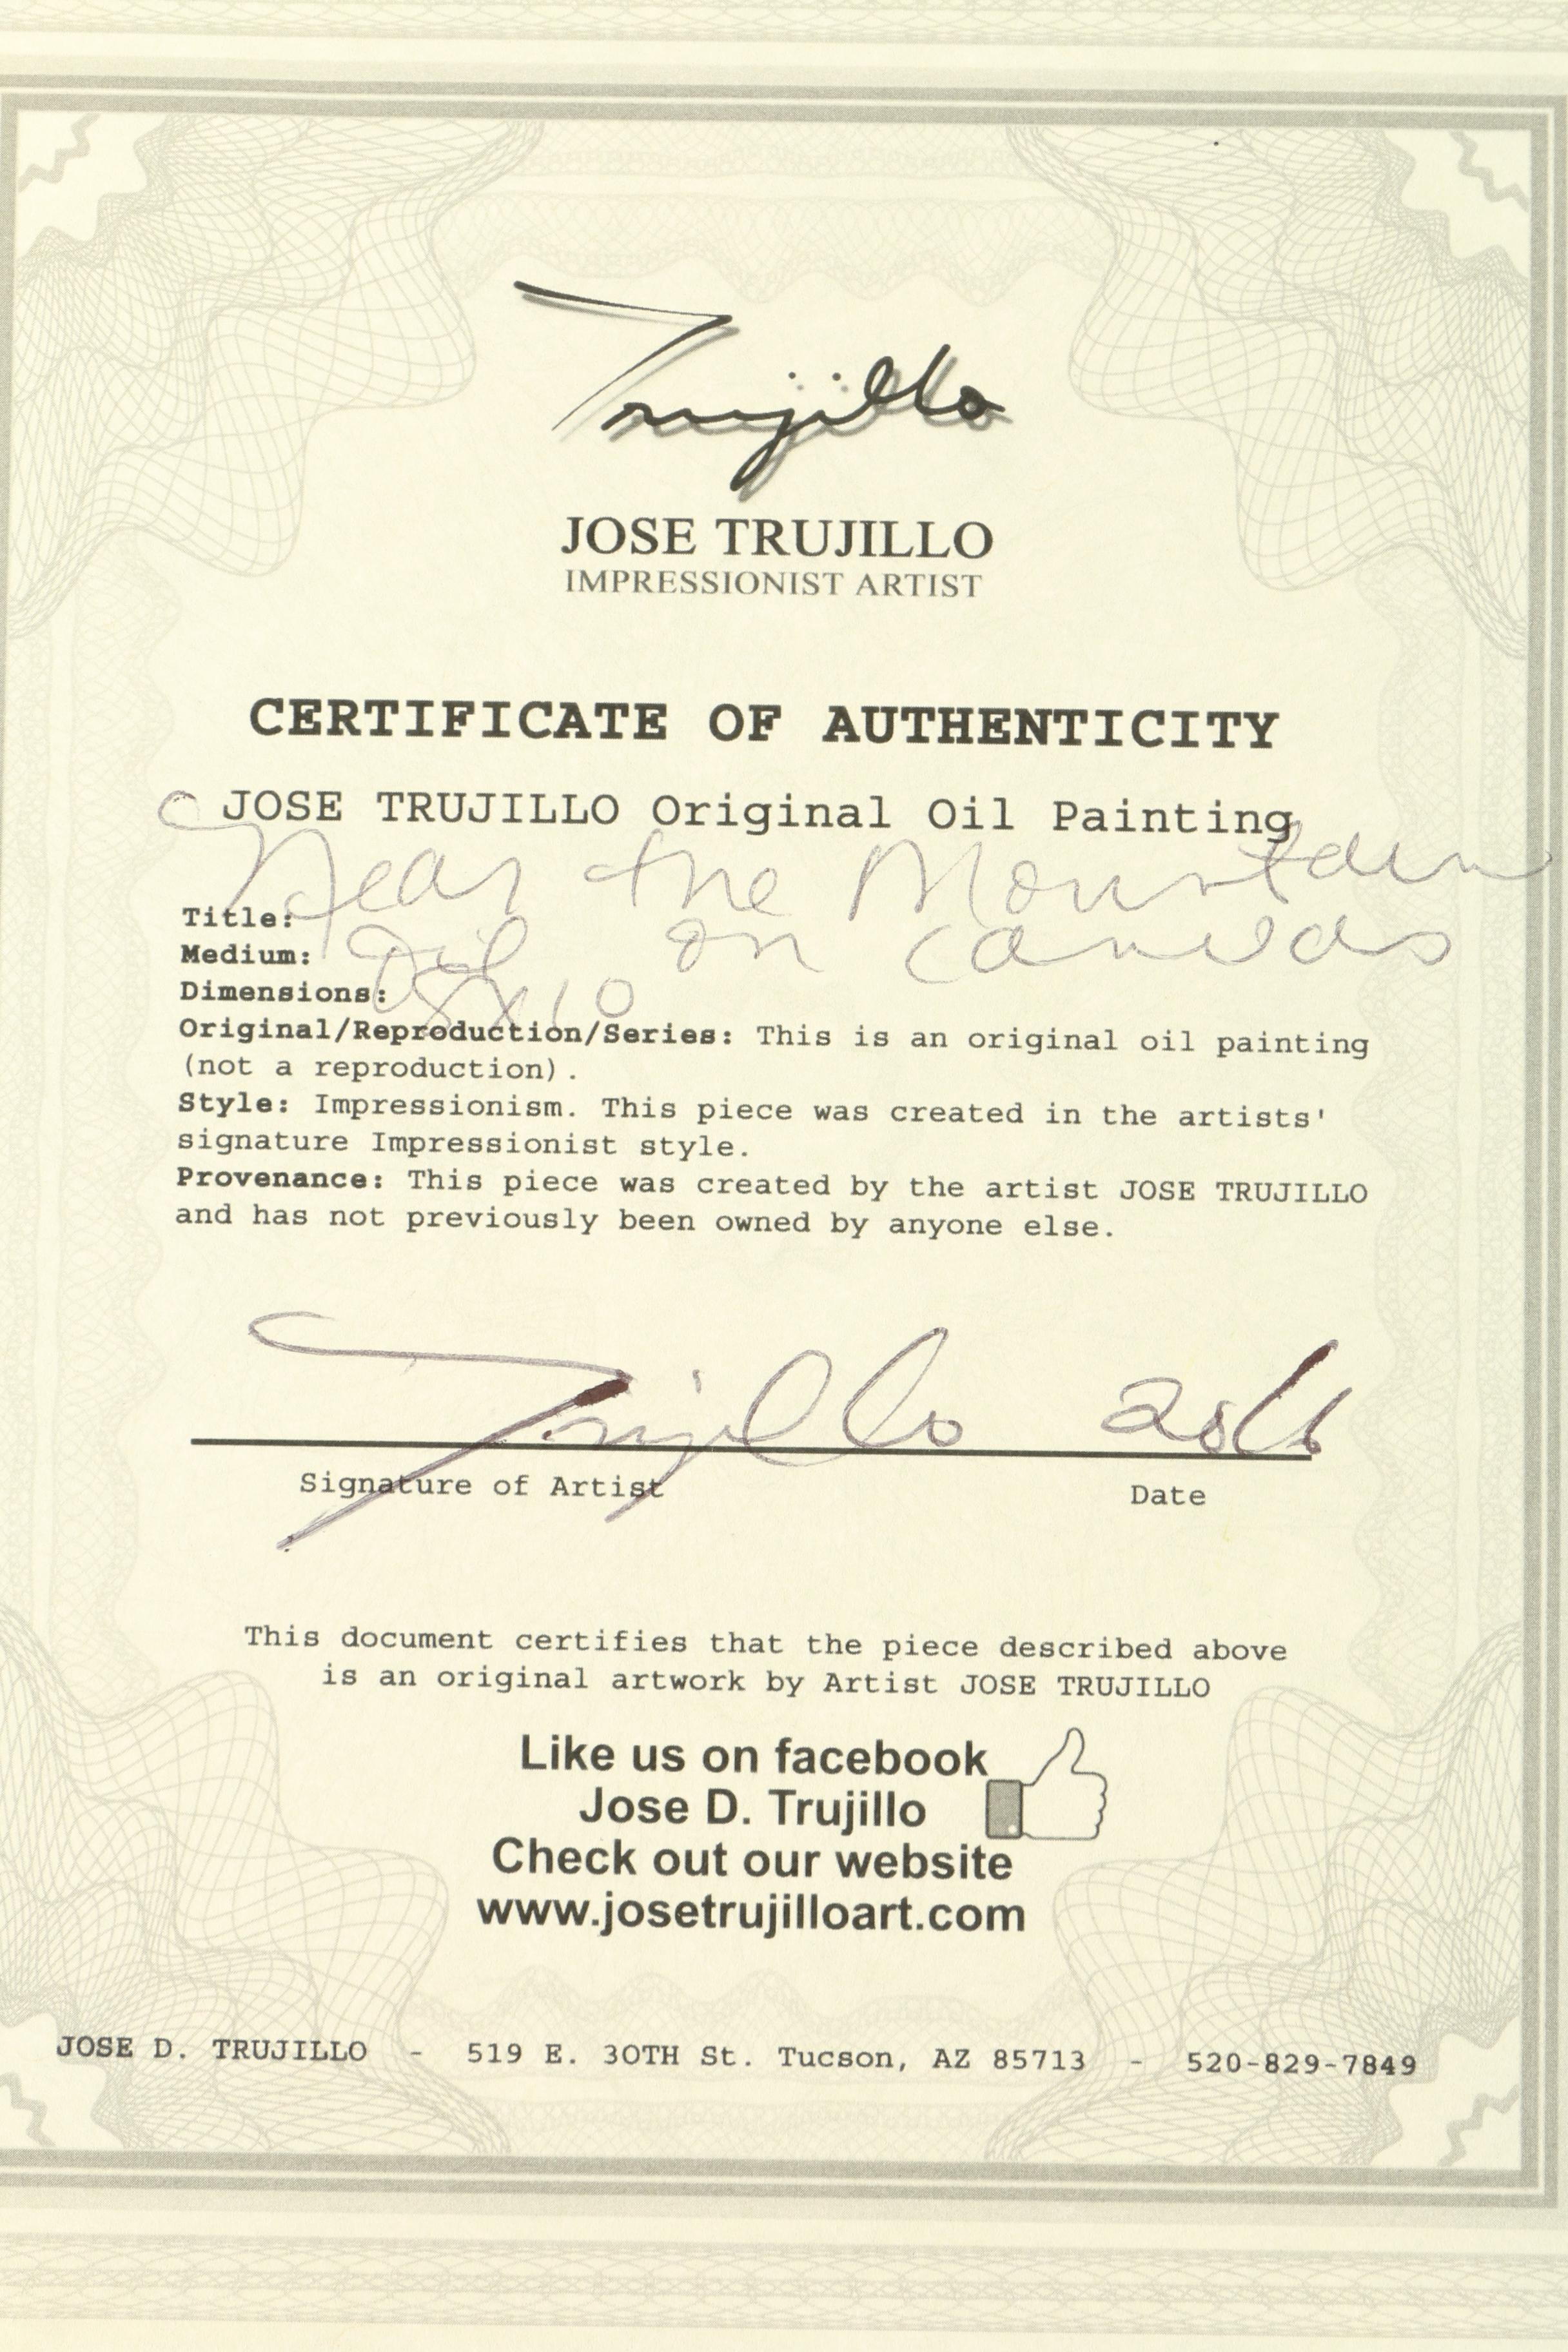 Trujillo
JOSE TRUJILLO
IMPRESSIONIST ARTIST
CERTIFICATE OF AUTHENTICITY
JOSE TRUJILLO Original Oil Painting
Title: Near the Mountain
Medium: Oil on canvas
Dimensions: 8x10
Original/Reproduction/Series: This is an original oil painting
(not a reproduction).
Style: Impressionism. This piece was created in the artists'
signature Impressionist style.
Provenance: This piece was created by the artist JOSE TRUJILLO
and has not previously been owned by anyone else.
Trujillo 2016
Signature of Artist Date
This document certifies that the piece described above
is an original artwork by Artist JOSE TRUJILLO
Like us on facebook
Jose D. Trujillo
Check out our website
www.josetrujilloart.com
JOSE D. TRUJILLO - 519 E. 30TH St. Tucson, AZ 85713 - 520-829-7849